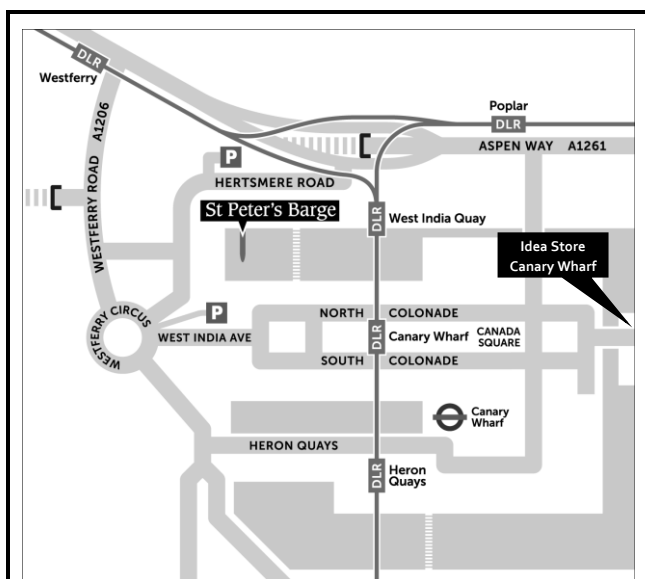 DLR
Westferry
Poplar
DLR
ASPEN WAY A1261
WESTFERRY ROAD A1206
P
HERTSMERE ROAD
St Peter's Barge
DLR
West India Quay
Idea Store
Canary Wharf
P
WESTFERRY CIRCUS
WEST INDIA AVE
NORTH COLONADE
DLR
Canary Wharf
CANADA
SQUARE
SOUTH COLONADE
Canary
Wharf
HERON QUAYS
DLR
Heron
Quays